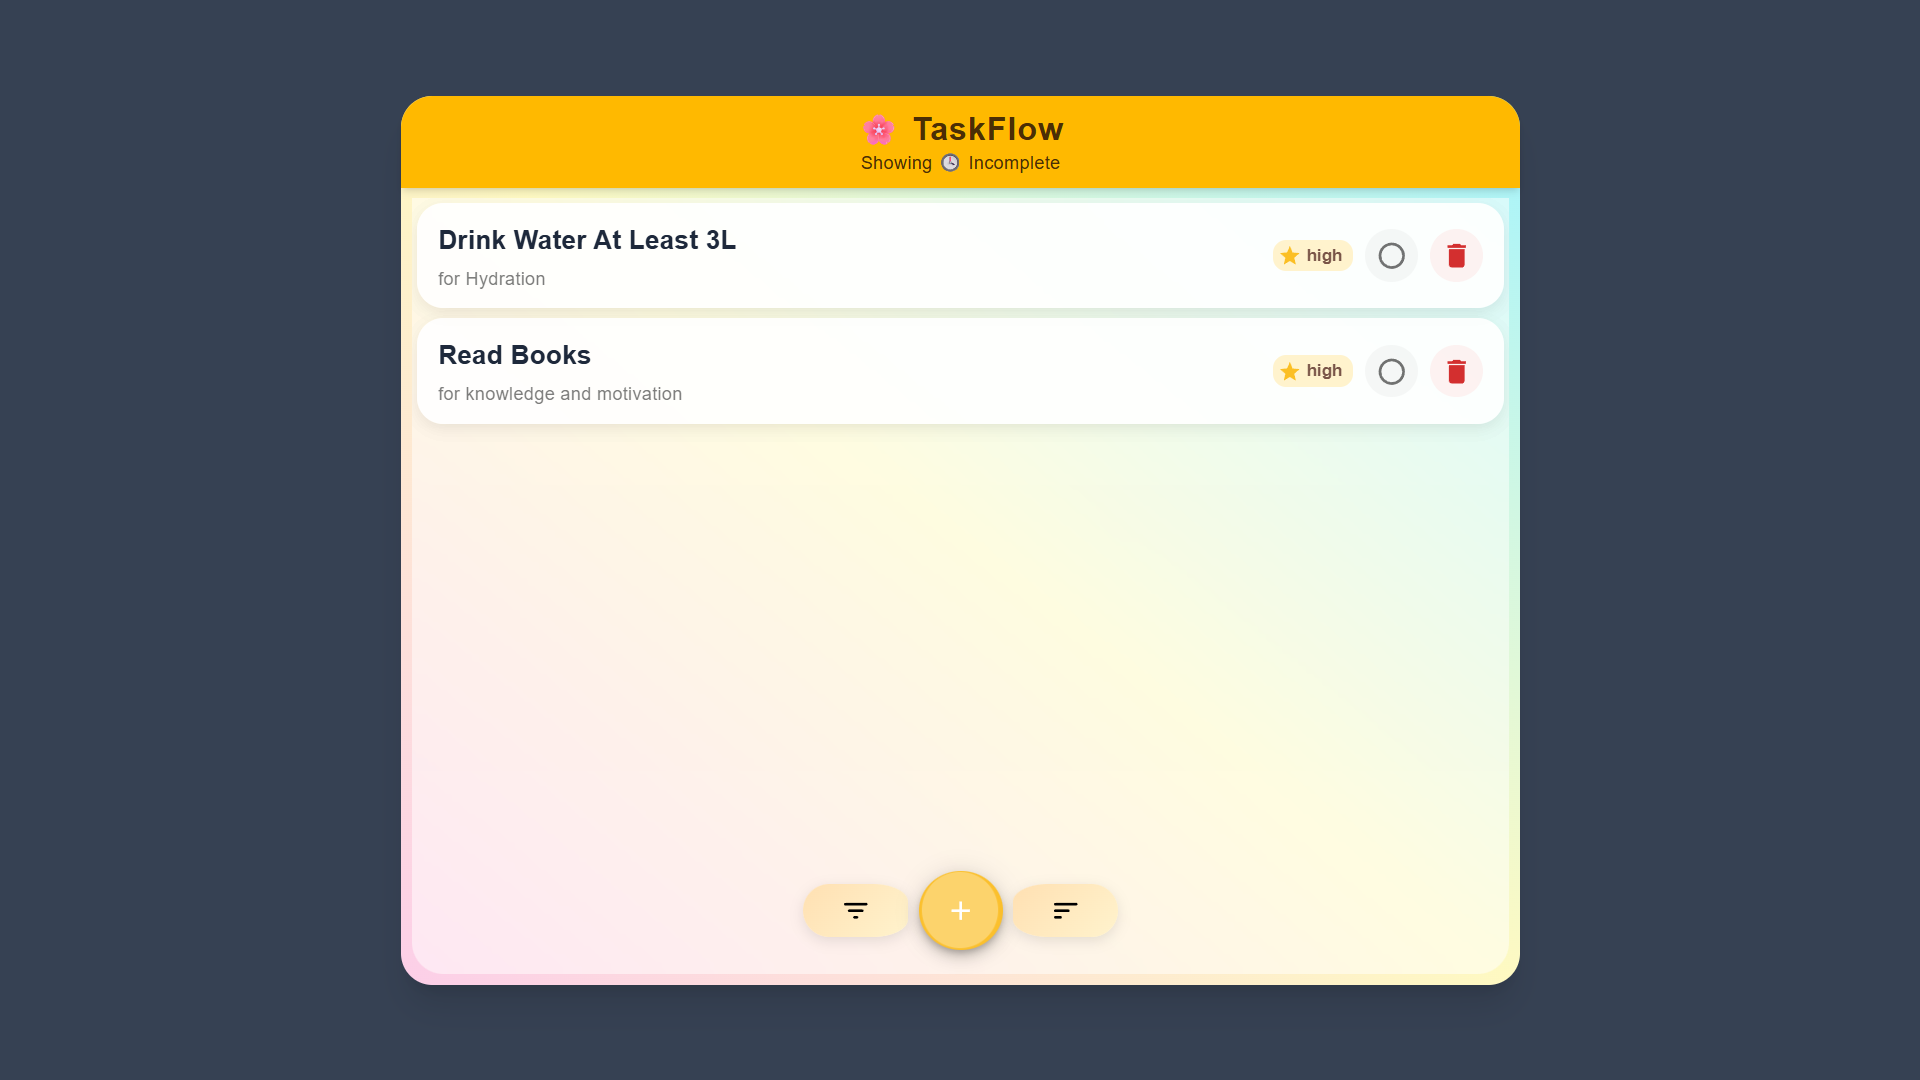 🌸 TaskFlow
Showing 🕓 Incomplete
Drink Water At Least 3L
for Hydration
high
Read Books
for knowledge and motivation
high